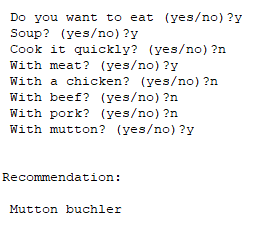 Do you want to eat (yes/no)?y
Soup? (yes/no)?y
Cook it quickly? (yes/no)?n
With meat? (yes/no)?y
With a chicken? (yes/no)?n
With beef? (yes/no)?n
With pork? (yes/no)?n
With mutton? (yes/no)?y
Recommendation:
Mutton buchler